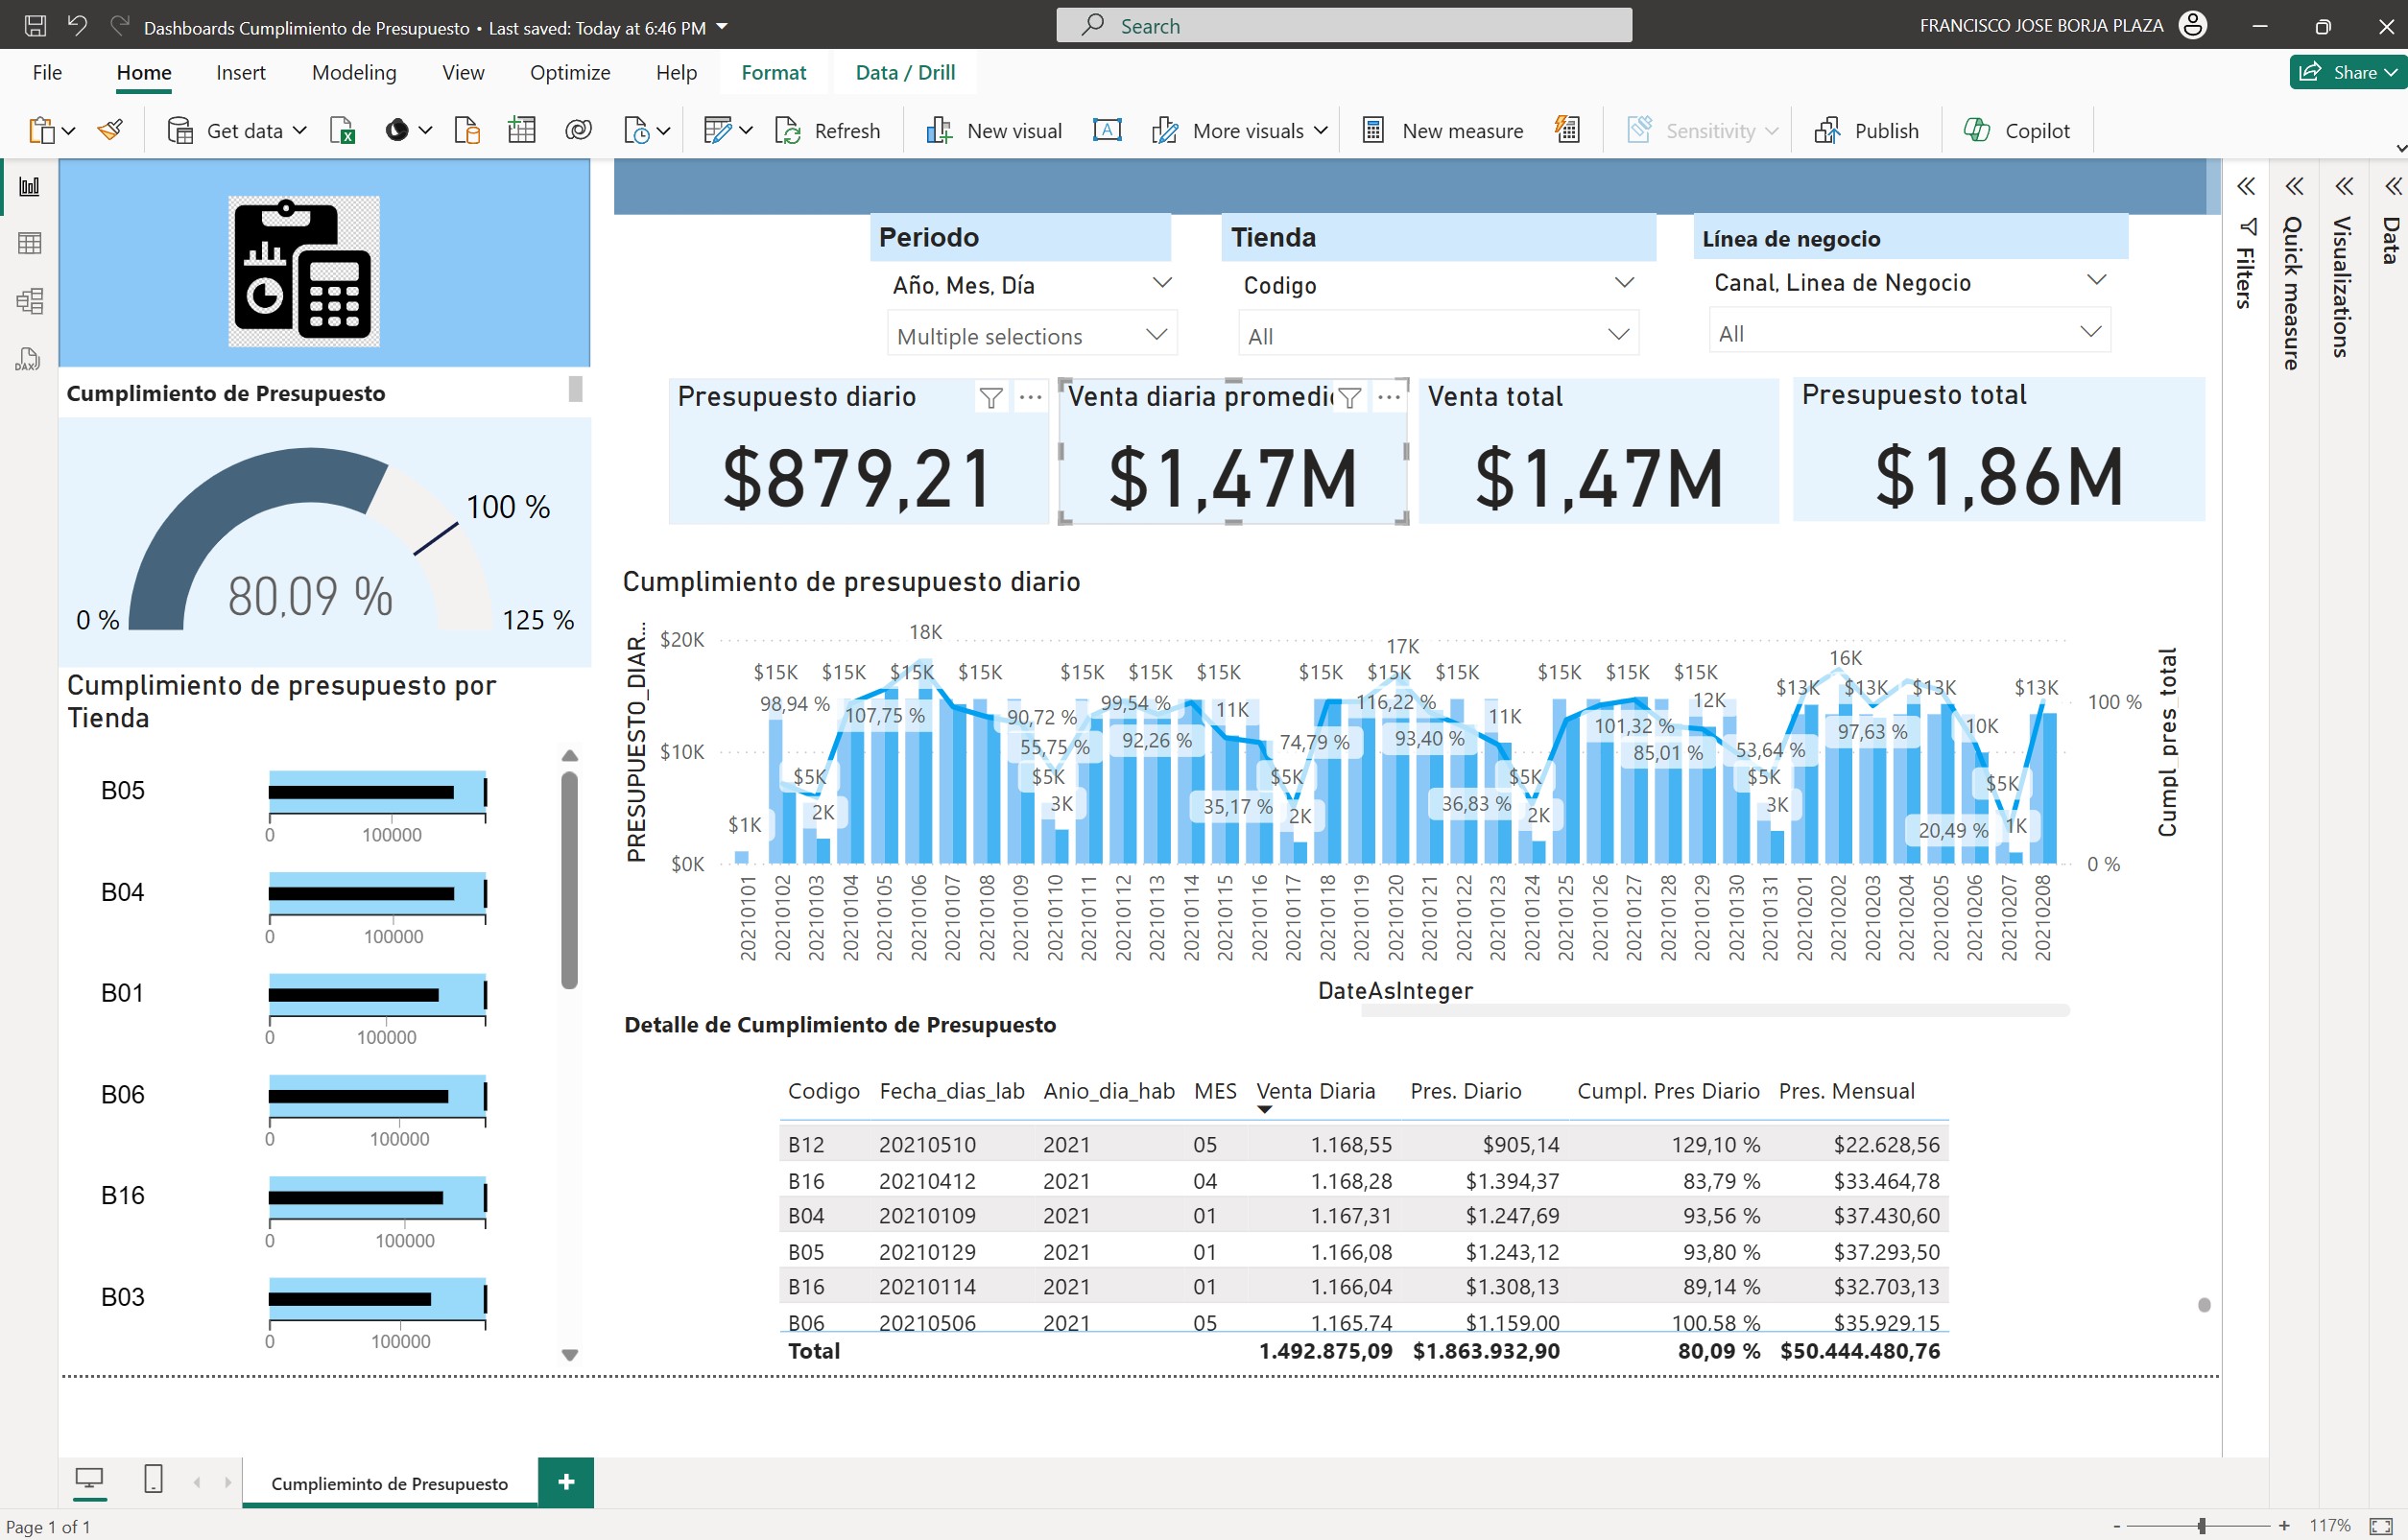 Dashboards Cumplimiento de Presupuesto • Last saved: Today at 6:46 PM
Search
FRANCISCO JOSE BORJA PLAZA
File Home Insert Modeling View Optimize Help Format Data / Drill
Share
Get data Refresh New visual More visuals New measure Sensitivity Publish Copilot
DAX
Periodo Tienda Línea de negocio
Año, Mes, Día Codigo Canal, Linea de Negocio
Multiple selections All All
Filters
Quick measure
Visualizations
Data
Cumplimiento de Presupuesto
0 % 80,09 % 100 % 125 %
Presupuesto diario
$879,21
Venta diaria promedi
$1,47M
Venta total
$1,47M
Presupuesto total
$1,86M
Cumplimiento de presupuesto por
Tienda
B05
0 100000
B04
0 100000
B01
0 100000
B06
0 100000
B16
0 100000
B03
0 100000
Cumplimiento de presupuesto diario
PRESUPUESTO_DIAR...
$20K
$10K
$0K
18K 17K
$15K $15K $15K $15K $15K $15K $15K $15K $15K $15K $15K $15K $15K 16K
98,94 % 107,75 % 90,72 % 99,54 % 11K 116,22 % 11K 12K $13K $13K $13K $13K
55,75 % 92,26 % 74,79 % 93,40 % 101,32 % 85,01 % 53,64 % 97,63 % 10K
$1K $5K 2K $5K 3K 35,17 % $5K 2K 36,83 % $5K 2K $5K 3K 20,49 % $5K 1K
100 %
0 %
Cumpl_pres_total
20210101 20210102 20210103 20210104 20210105 20210106 20210107 20210108 20210109 20210110 20210111 20210112 20210113 20210114 20210115 20210116 20210117 20210118 20210119 20210120 20210121 20210122 20210123 20210124 20210125 20210126 20210127 20210128 20210129 20210130 20210131 20210201 20210202 20210203 20210204 20210205 20210206 20210207 20210208
DateAsInteger
Detalle de Cumplimiento de Presupuesto
Codigo Fecha_dias_lab Anio_dia_hab MES Venta Diaria Pres. Diario Cumpl. Pres Diario Pres. Mensual
B12 20210510 2021 05 1.168,55 $905,14 129,10 % $22.628,56
B16 20210412 2021 04 1.168,28 $1.394,37 83,79 % $33.464,78
B04 20210109 2021 01 1.167,31 $1.247,69 93,56 % $37.430,60
B05 20210129 2021 01 1.166,08 $1.243,12 93,80 % $37.293,50
B16 20210114 2021 01 1.166,04 $1.308,13 89,14 % $32.703,13
B06 20210506 2021 05 1.165,74 $1.159,00 100,58 % $35.929,15
Total 1.492.875,09 $1.863.932,90 80,09 % $50.444.480,76
Cumplieminto de Presupuesto
Page 1 of 1
117%